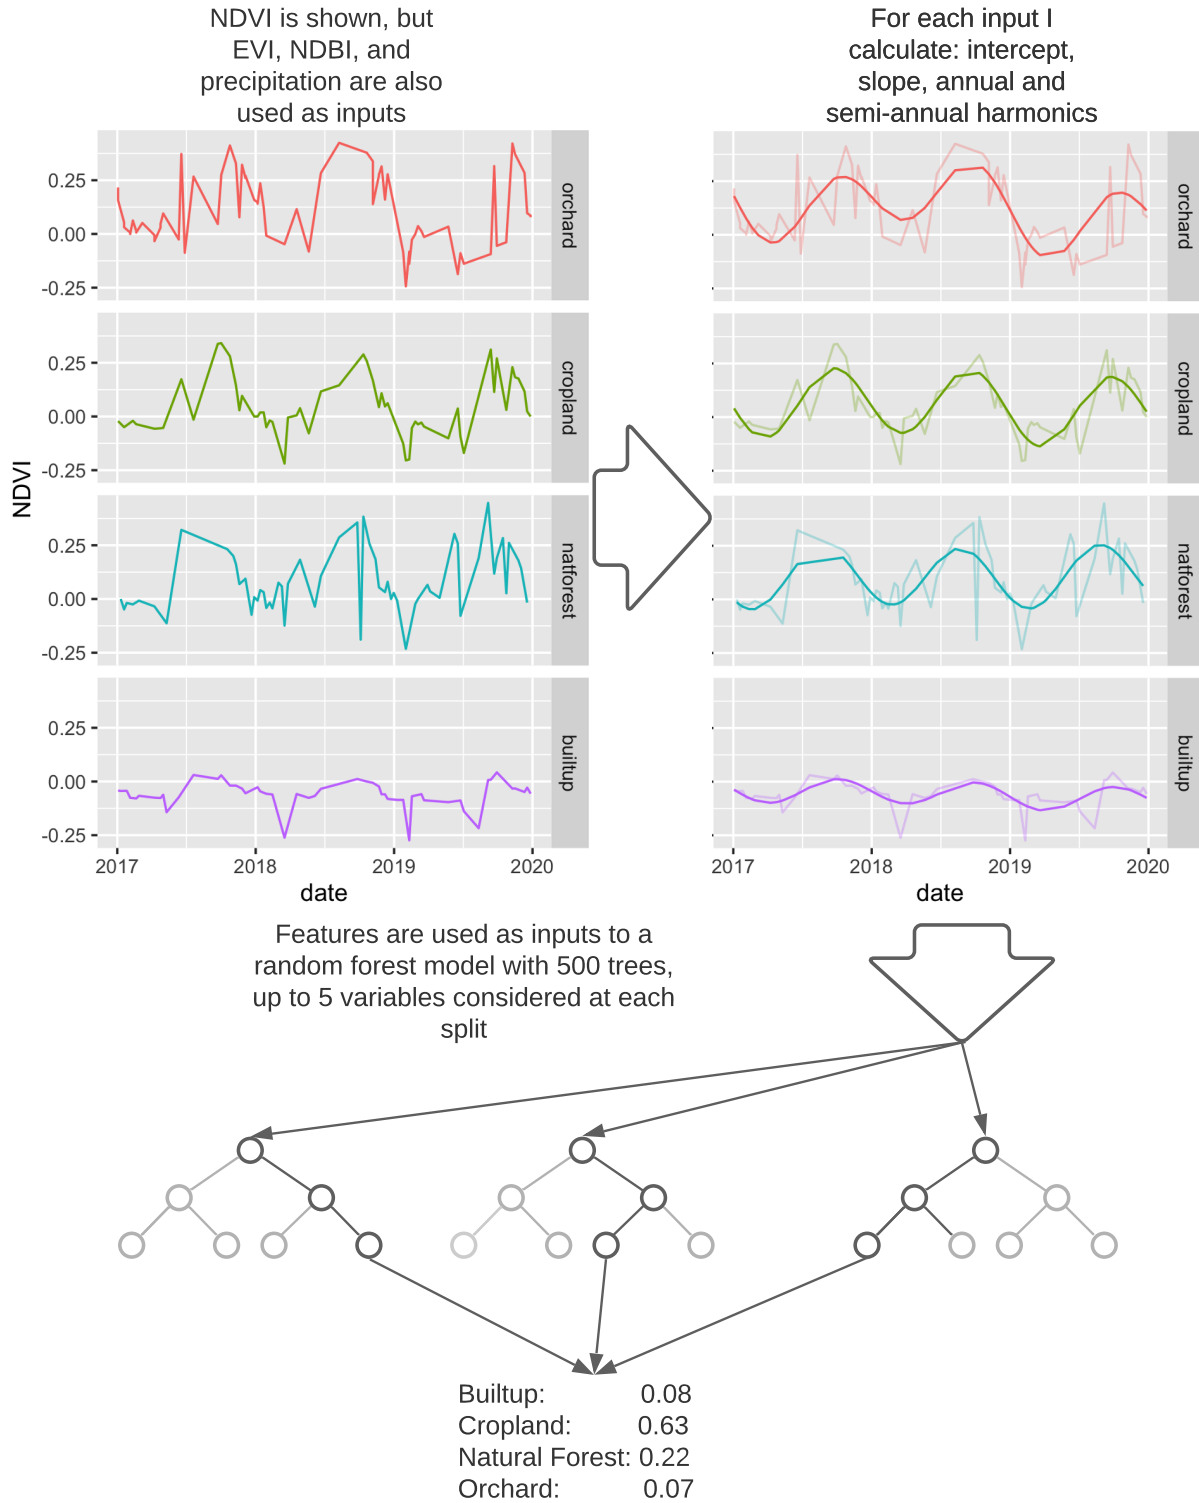 NDVI is shown, but
EVI, NDBI, and
precipitation are also
used as inputs
For each input I
calculate: intercept,
slope, annual and
semi-annual harmonics
NDVI
0.25
0.00
-0.25
orchard
0.25
0.00
-0.25
cropland
0.25
0.00
-0.25
natforest
0.25
0.00
-0.25
builtup
2017 2018 2019 2020
date
orchard
cropland
natforest
builtup
2017 2018 2019 2020
date
Features are used as inputs to a
random forest model with 500 trees,
up to 5 variables considered at each
split
Builtup: 0.08
Cropland: 0.63
Natural Forest: 0.22
Orchard: 0.07